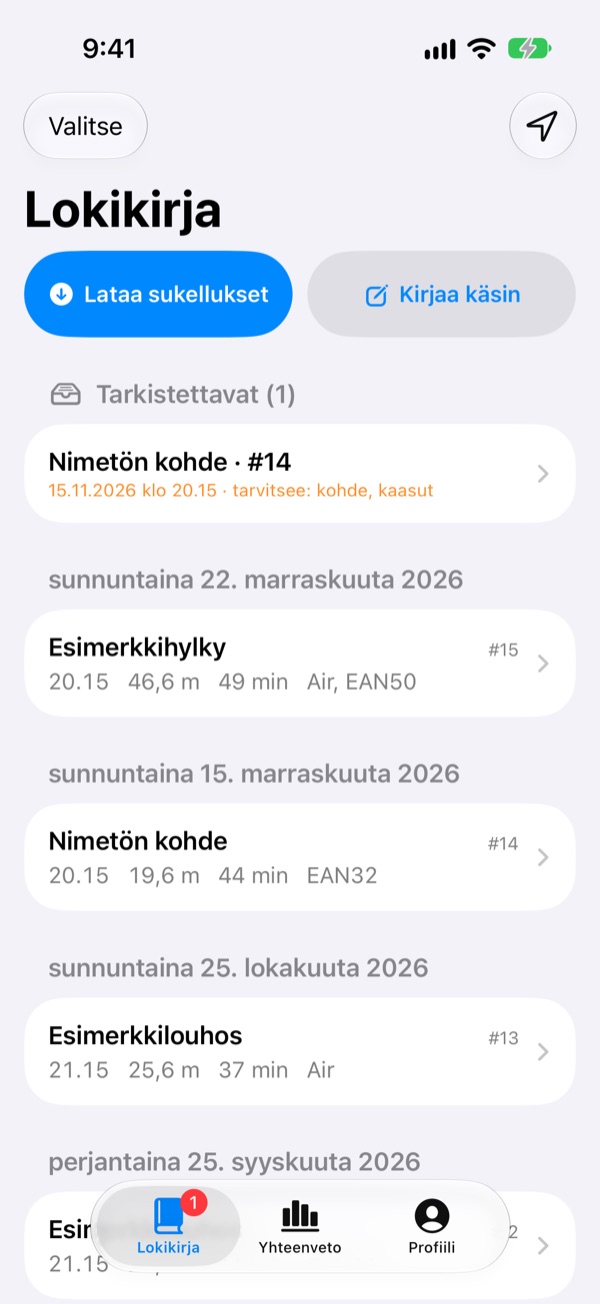 9:41
Valitse
Lokikirja
Lataa sukellukset
Kirjaa käsin
Tarkistettavat (1)
Nimetön kohde · #14
15.11.2026 klo 20.15 · tarvitsee: kohde, kaasut
sunnuntaina 22. marraskuuta 2026
Esimerkkihylky #15
20.15 46,6 m 49 min Air, EAN50
sunnuntaina 15. marraskuuta 2026
Nimetön kohde #14
20.15 19,6 m 44 min EAN32
sunnuntaina 25. lokakuuta 2026
Esimerkkilouhos #13
21.15 25,6 m 37 min Air
perjantaina 25. syyskuuta 2026
21.15
1
Lokikirja Yhteenveto Profiili